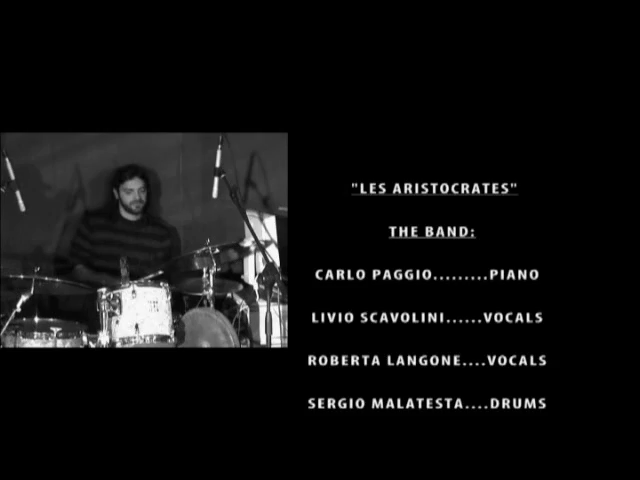 "LES ARISTOCRATES"
THE BAND:
CARLO PAGGIO.........PIANO
LIVIO SCAVOLINI......VOCALS
ROBERTA LANGONE....VOCALS
SERGIO MALATESTA....DRUMS